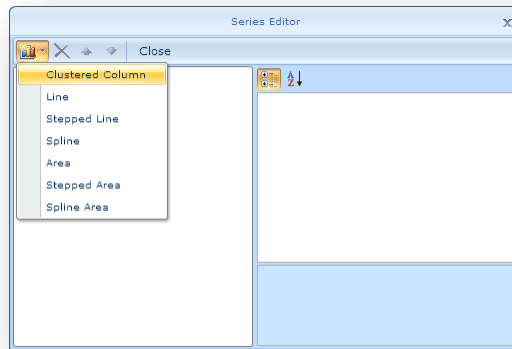 Series Editor
Close
Clustered Column
Line
Stepped Line
Spline
Area
Stepped Area
Spline Area